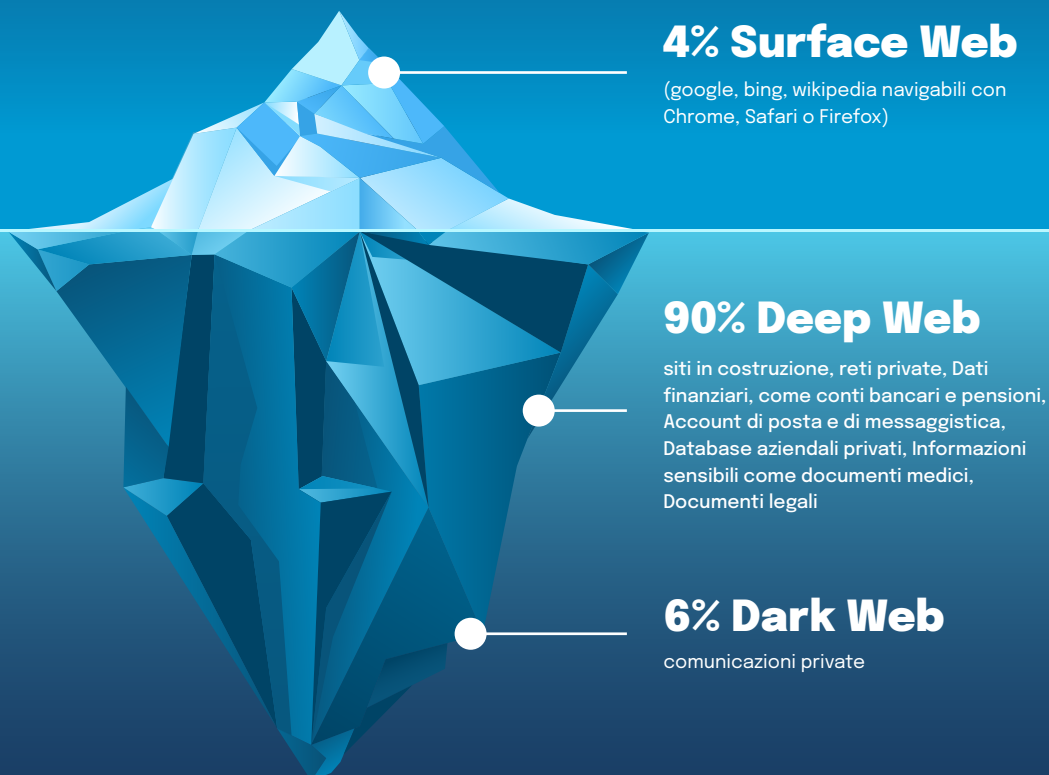 4% Surface Web
(google, bing, wikipedia navigabili con
Chrome, Safari o Firefox)
90% Deep Web
siti in costruzione, reti private, Dati
finanziari, come conti bancari e pensioni,
Account di posta e di messaggistica,
Database aziendali privati, Informazioni
sensibili come documenti medici,
Documenti legali
6% Dark Web
comunicazioni private